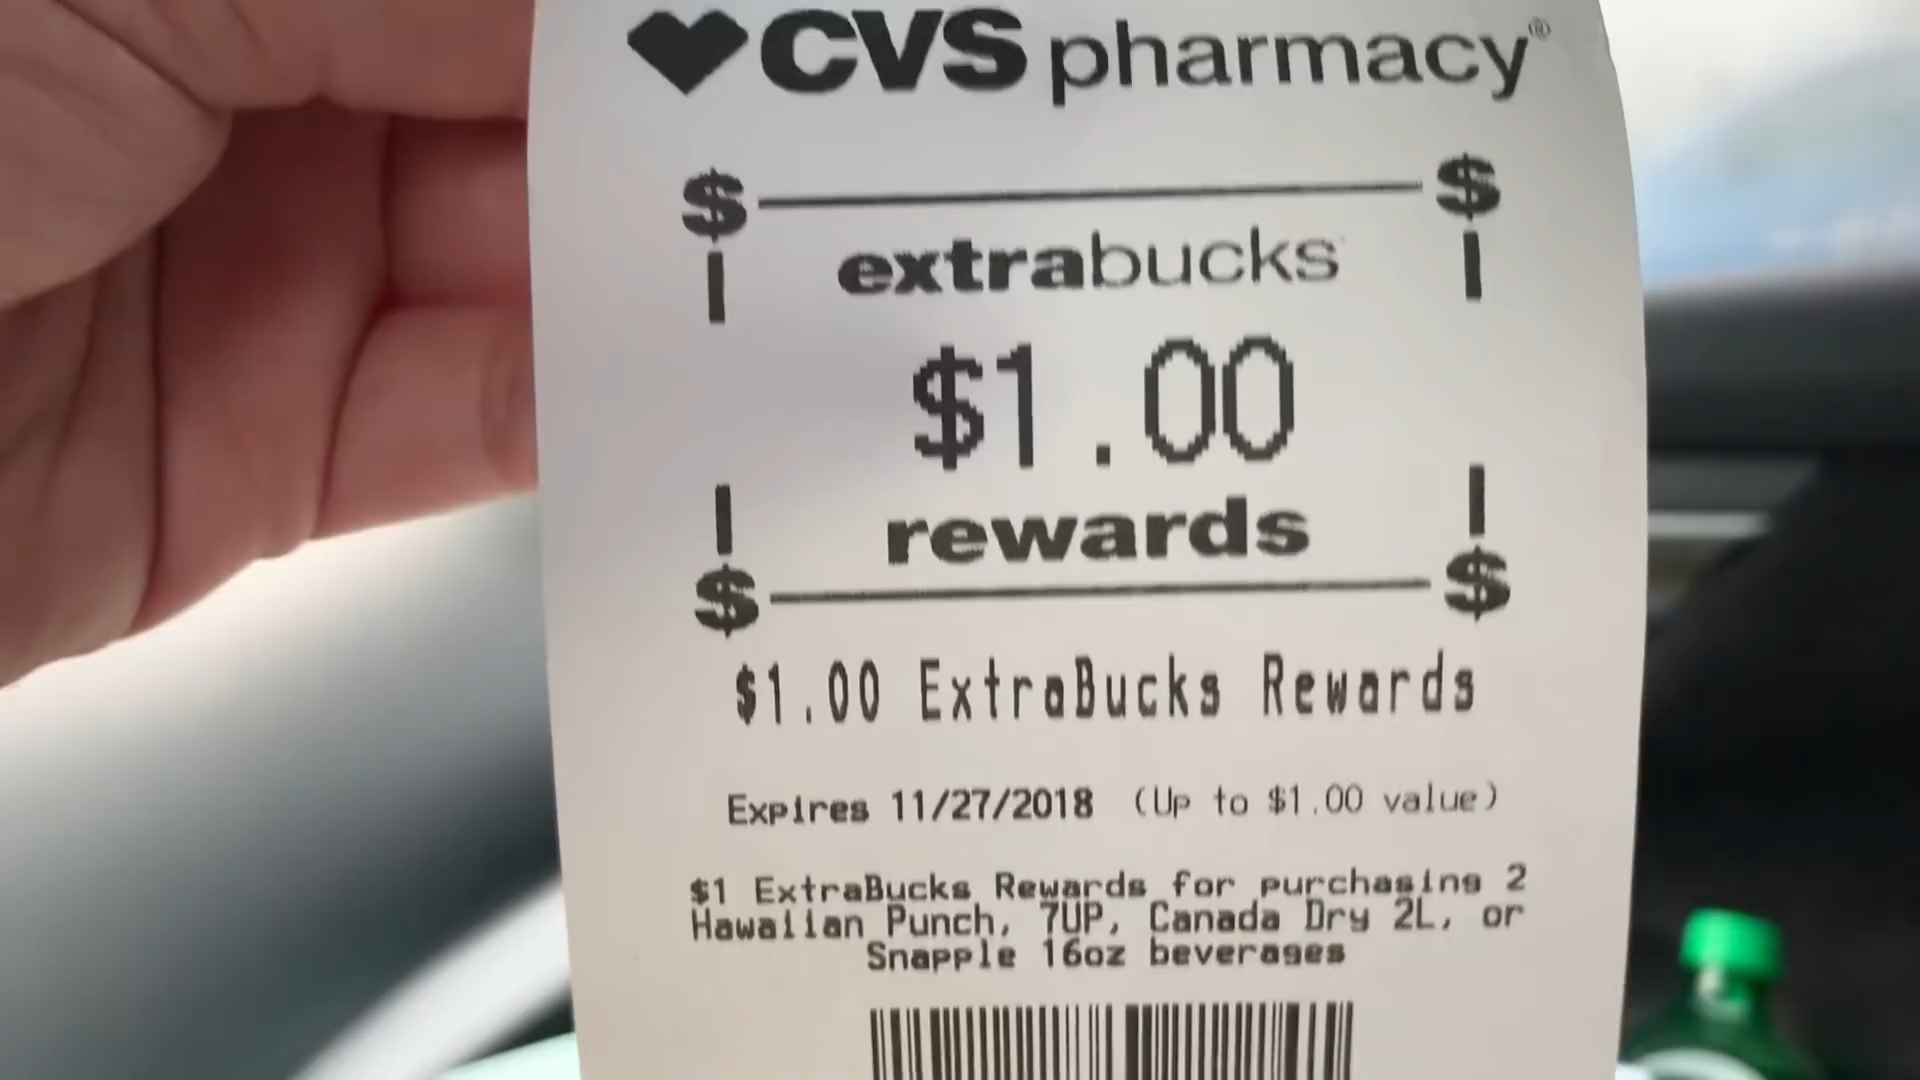 CVS pharmacy®
$ $
extrabucks
$1.00
rewards
$ $
$1.00 ExtraBucks Rewards
Expires 11/27/2018 (Up to $1.00 value)
$1 ExtraBucks Rewards for purchasing 2
Hawaiian Punch, 7UP, Canada Dry 2L, or
Snapple 16oz beverages